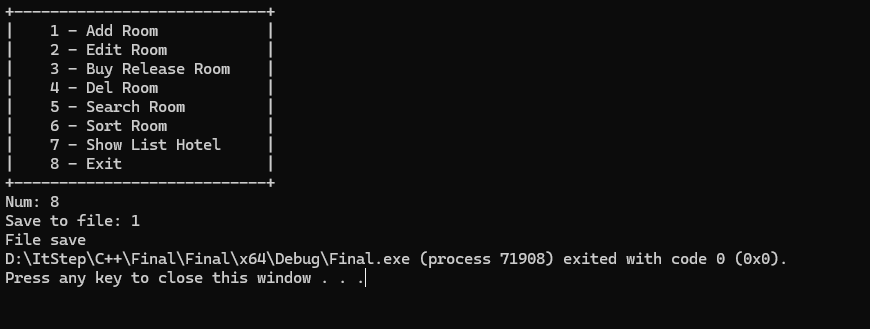 +----------------------------+
|    1 - Add Room            |
|    2 - Edit Room           |
|    3 - Buy Release Room    |
|    4 - Del Room            |
|    5 - Search Room         |
|    6 - Sort Room           |
|    7 - Show List Hotel     |
|    8 - Exit                |
+----------------------------+
Num: 8
Save to file: 1
File save
D:\ItStep\C++\Final\Final\x64\Debug\Final.exe (process 71908) exited with code 0 (0x0).
Press any key to close this window . . .